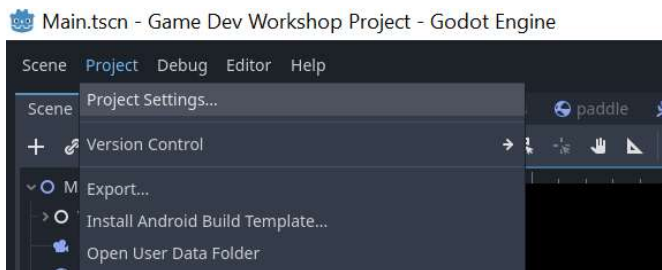 Main.tscn - Game Dev Workshop Project - Godot Engine
Scene Project Debug Editor Help
Scene Project Settings... paddle
Version Control
M Export...
Install Android Build Template...
Open User Data Folder